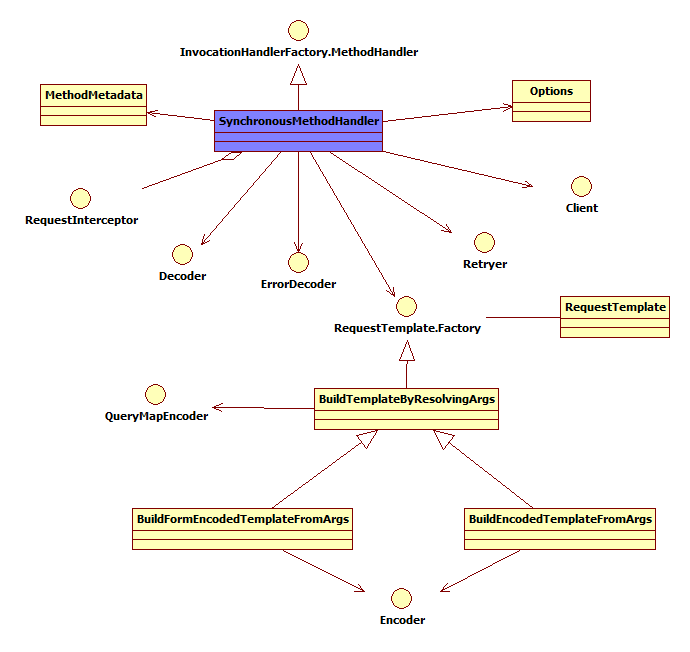 InvocationHandlerFactory.MethodHandler
MethodMetadata
Options
SynchronousMethodHandler
RequestInterceptor
Client
Decoder
ErrorDecoder
Retryer
RequestTemplate
RequestTemplate.Factory
BuildTemplateByResolvingArgs
QueryMapEncoder
BuildFormEncodedTemplateFromArgs
BuildEncodedTemplateFromArgs
Encoder